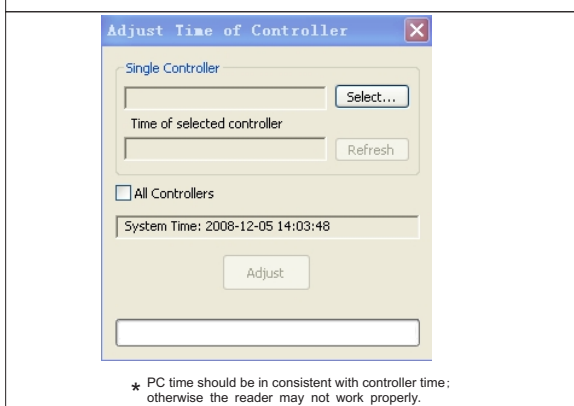 Adjust Time of Controller
Single Controller
Select...
Time of selected controller
Refresh
All Controllers
System Time: 2008-12-05 14:03:48
Adjust
* PC time should be in consistent with controller time;
otherwise the reader may not work properly.